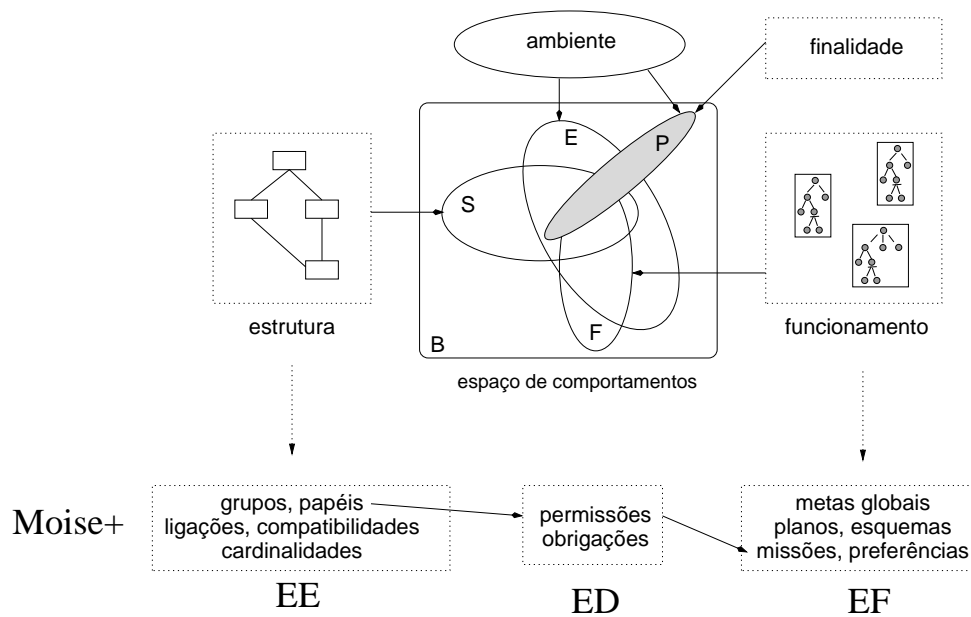 ambiente
finalidade
E
P
S
F
B
estrutura
funcionamento
espaço de comportamentos
Moise+
grupos, papéis
ligações, compatibilidades
cardinalidades
permissões
obrigações
metas globais
planos, esquemas
missões, preferências
EE
ED
EF